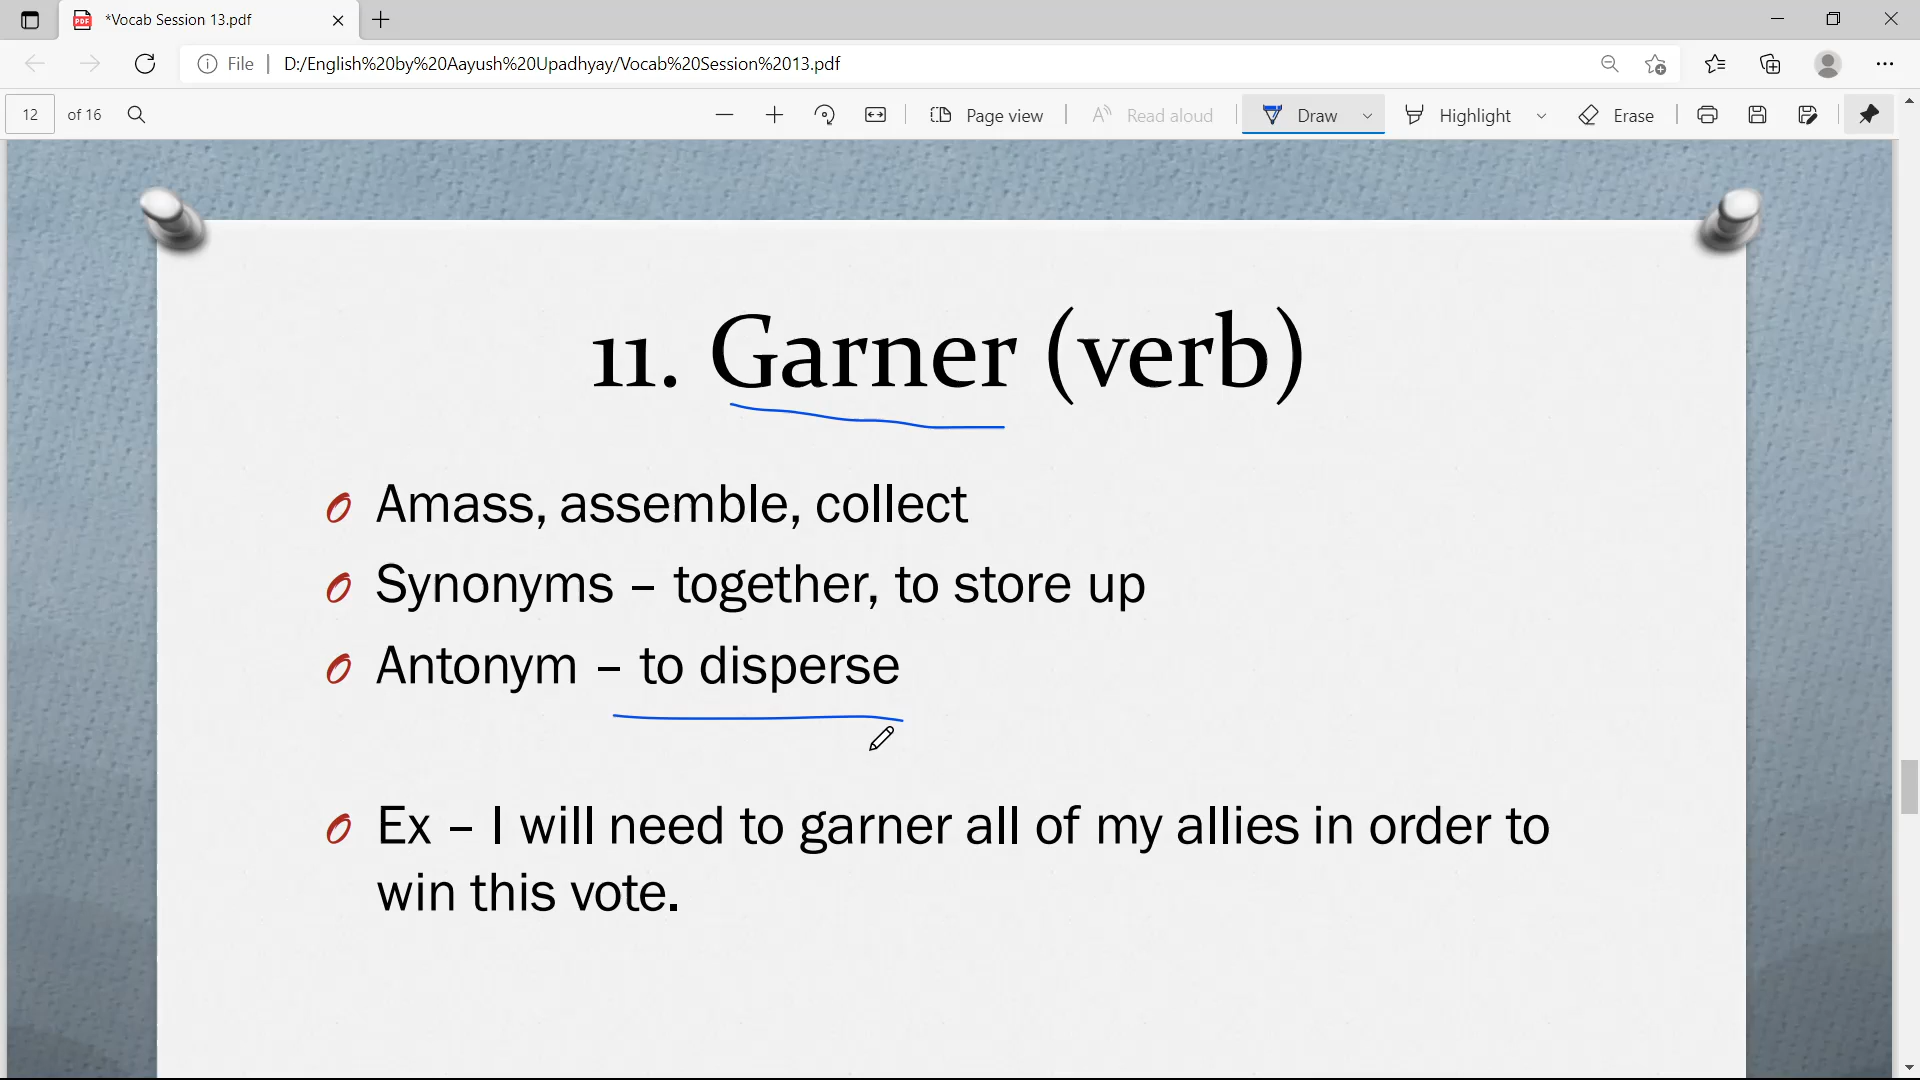 *Vocab Session 13.pdf
File D:/English%20by%20Aayush%20Upadhyay/Vocab%20Session%2013.pdf
12 of 16 Page view Read aloud Draw Highlight Erase
11. Garner (verb)
Amass, assemble, collect
Synonyms – together, to store up
Antonym – to disperse
Ex – I will need to garner all of my allies in order to
win this vote.